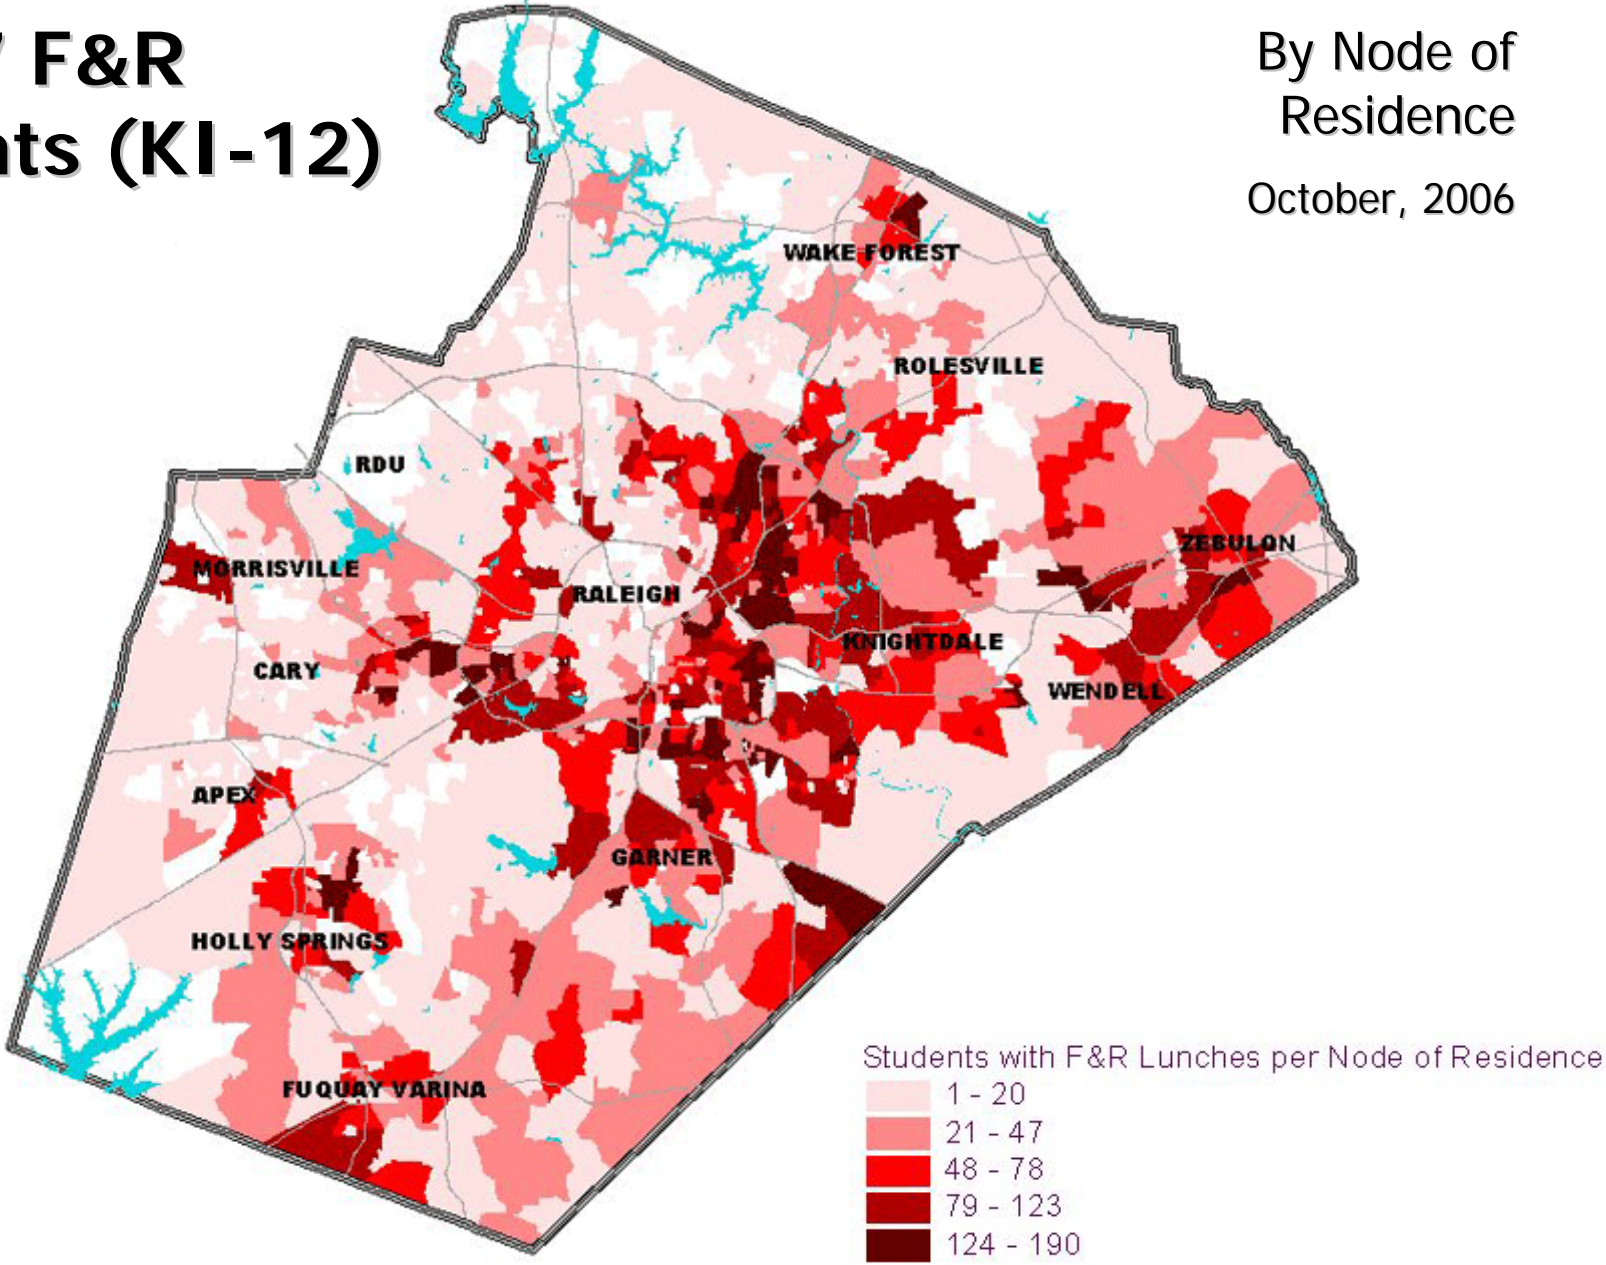 F&R
(KI-12)
By Node of
Residence
October, 2006
WAKE FOREST
ROLESVILLE
RDU
ZEBULON
MORRISVILLE
RALEIGH
KNIGHTDALE
CARY
WENDELL
APEX
GARNER
HOLLY SPRINGS
FUQUAY VARINA
Students with F&R Lunches per Node of Residence
1 - 20
21 - 47
48 - 78
79 - 123
124 - 190